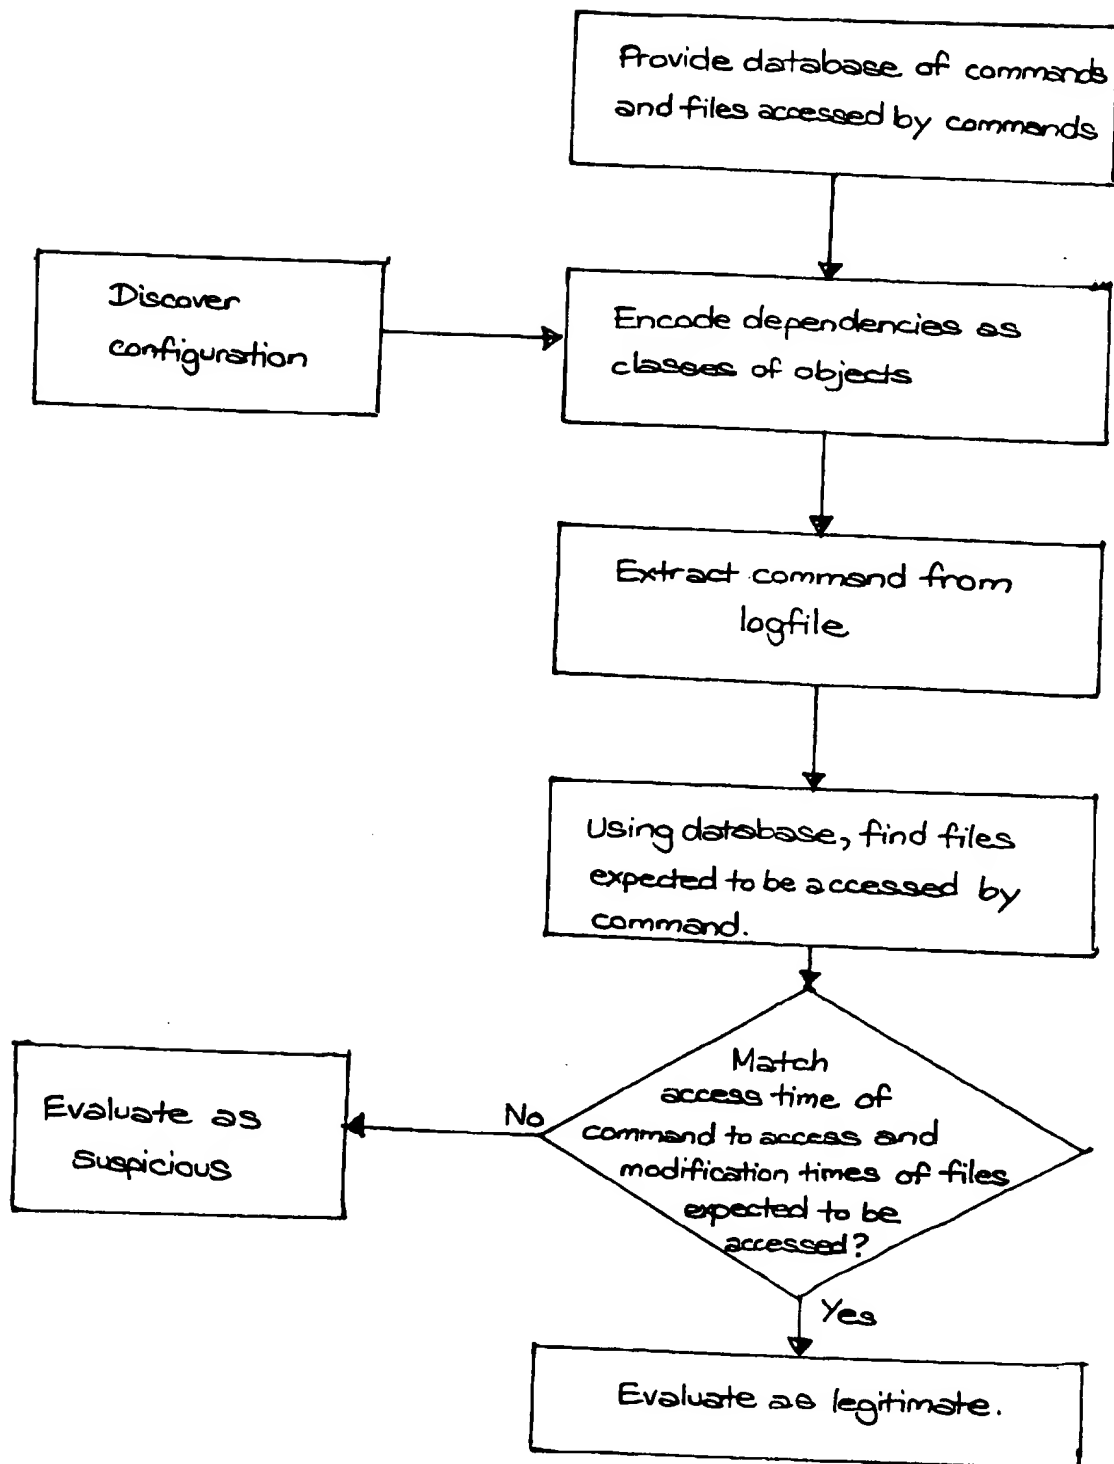 Provide database of commands
and files accessed by commands
Discover
configuration
Encode dependencies as
classes of objects
Extract command from
logfile
Using database, find files
expected to be accessed by
command.
Match
access time of
command to access and
modification times of files
expected to be
accessed?
No
Evaluate as
suspicious
Yes
Evaluate as legitimate.